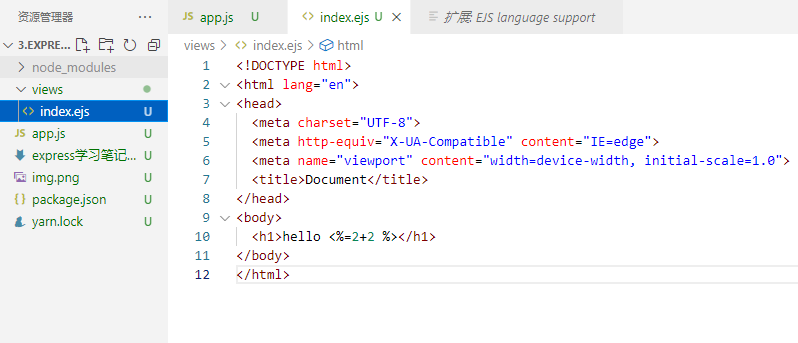 资源管理器 ···
app.js U index.ejs U × 扩展: EJS language support
3.EXPRE...
views > index.ejs > html
node_modules
views
index.ejs U
app.js U
express学习笔记... U
img.png U
package.json U
yarn.lock U
1 <!DOCTYPE html>
2 <html lang="en">
3 <head>
4 <meta charset="UTF-8">
5 <meta http-equiv="X-UA-Compatible" content="IE=edge">
6 <meta name="viewport" content="width=device-width, initial-scale=1.0">
7 <title>Document</title>
8 </head>
9 <body>
10 <h1>hello <%=2+2 %></h1>
11 </body>
12 </html>